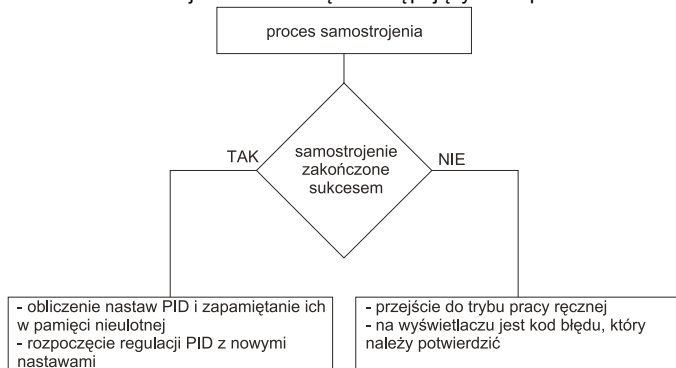 proces samostrojenia
TAK
samostrojenie
zakończone
sukcesem
NIE
- obliczenie nastaw PID i zapamiętanie ich
w pamięci nieulotnej
- rozpoczęcie regulacji PID z nowymi
nastawami
- przejście do trybu pracy ręcznej
- na wyświetlaczu jest kod błędu, który
należy potwierdzić